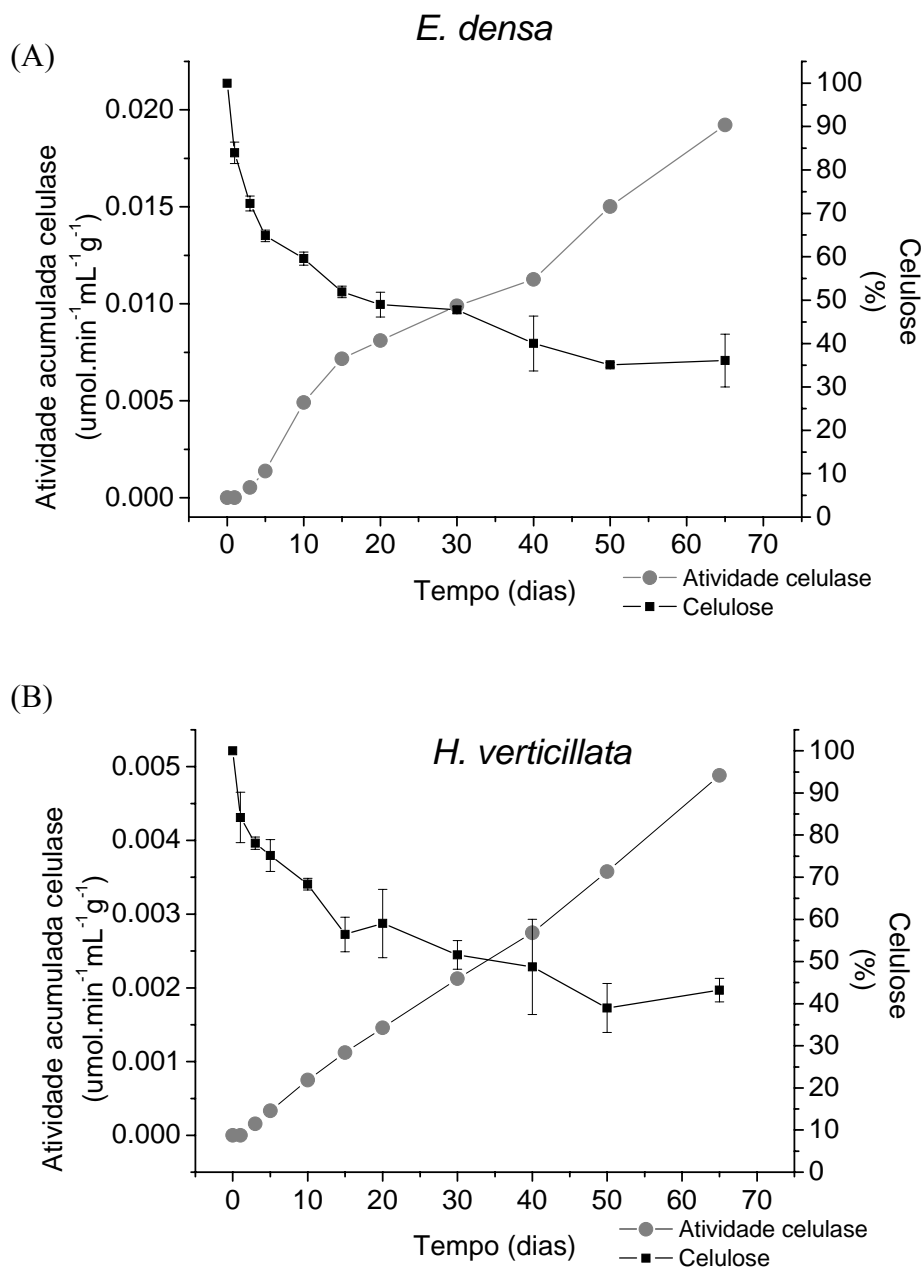 E. densa
(A)
0.020
0.015
0.010
0.005
0.000
Atividade acumulada celulase
(umol.min⁻¹mL⁻¹g⁻¹)
100
90
80
70
60
50
40
30
20
10
0
Celulose
(%)
0 10 20 30 40 50 60 70
Tempo (dias)
Atividade celulase
Celulose
(B)
H. verticillata
0.005
0.004
0.003
0.002
0.001
0.000
Atividade acumulada celulase
(umol.min⁻¹mL⁻¹g⁻¹)
100
90
80
70
60
50
40
30
20
10
0
Celulose
(%)
0 10 20 30 40 50 60 70
Tempo (dias)
Atividade celulase
Celulose